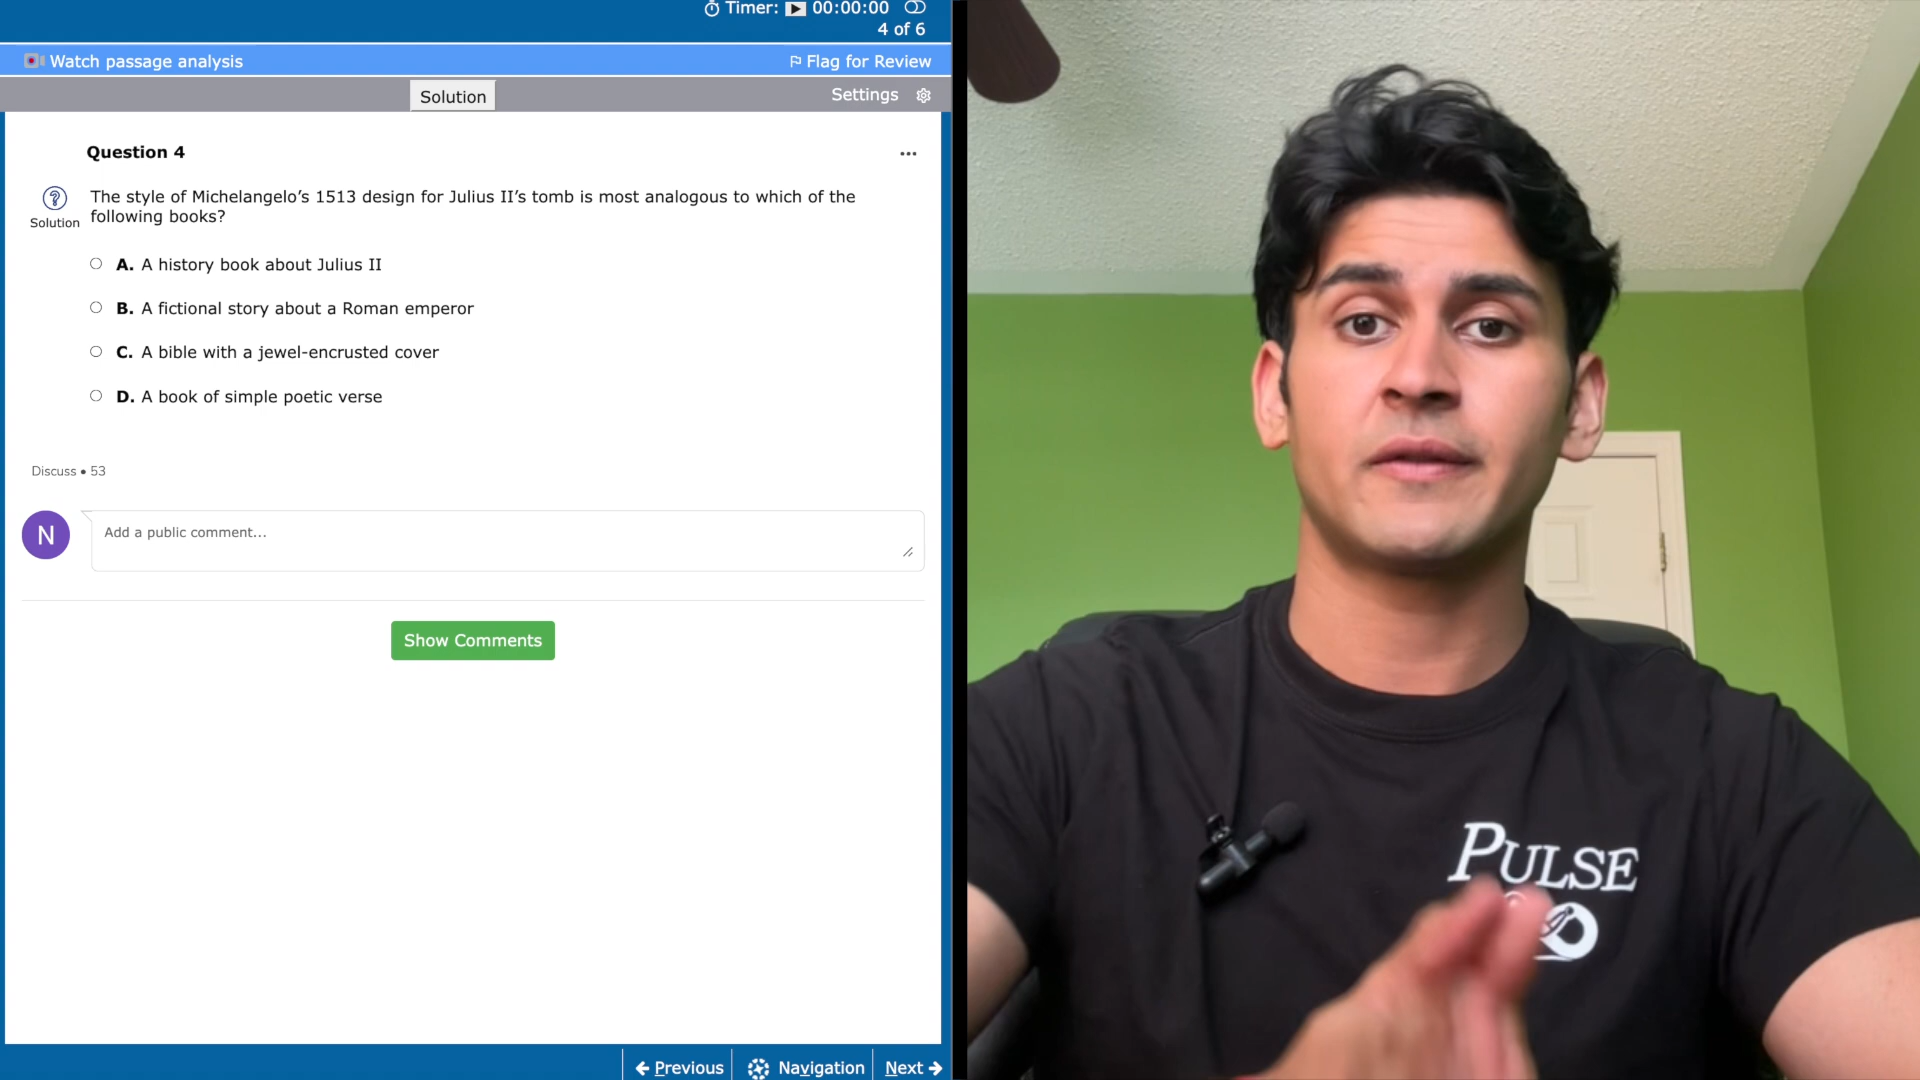 Timer: 00:00:00
4 of 6
Watch passage analysis
Flag for Review
Solution
Settings
Question 4
Solution
The style of Michelangelo's 1513 design for Julius II's tomb is most analogous to which of the
following books?
A. A history book about Julius II
B. A fictional story about a Roman emperor
C. A bible with a jewel-encrusted cover
D. A book of simple poetic verse
Discuss • 53
N
Add a public comment...
Show Comments
Previous
Navigation
Next
PULSE